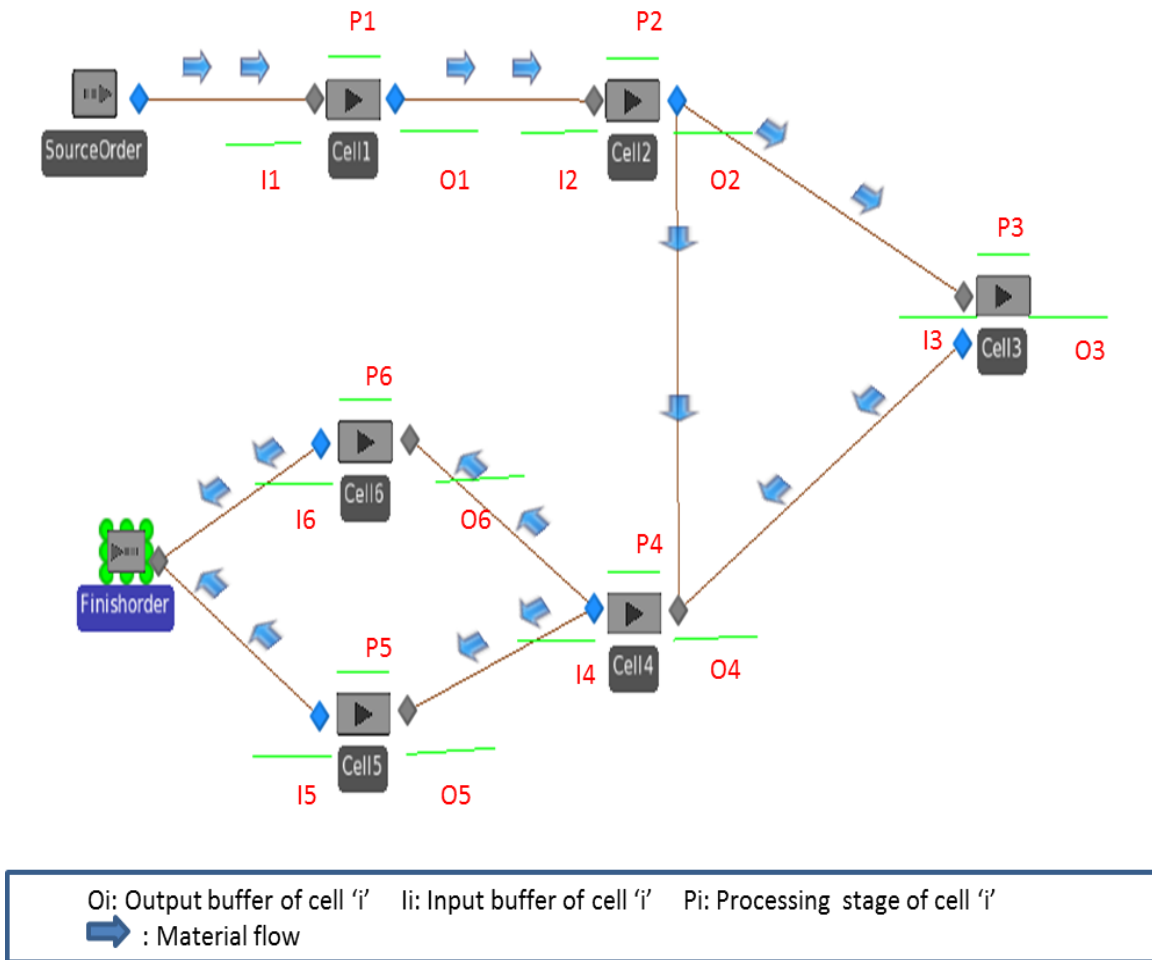 P1
P2
SourceOrder
Cell1
Cell2
I1
O1
I2
O2
P3
I3
Cell3
O3
P6
Cell6
I6
O6
P4
Finishorder
P5
I4
Cell4
O4
Cell5
I5
O5
Oi: Output buffer of cell ‘i’ Ii: Input buffer of cell ‘i’ Pi: Processing stage of cell ‘i’
: Material flow